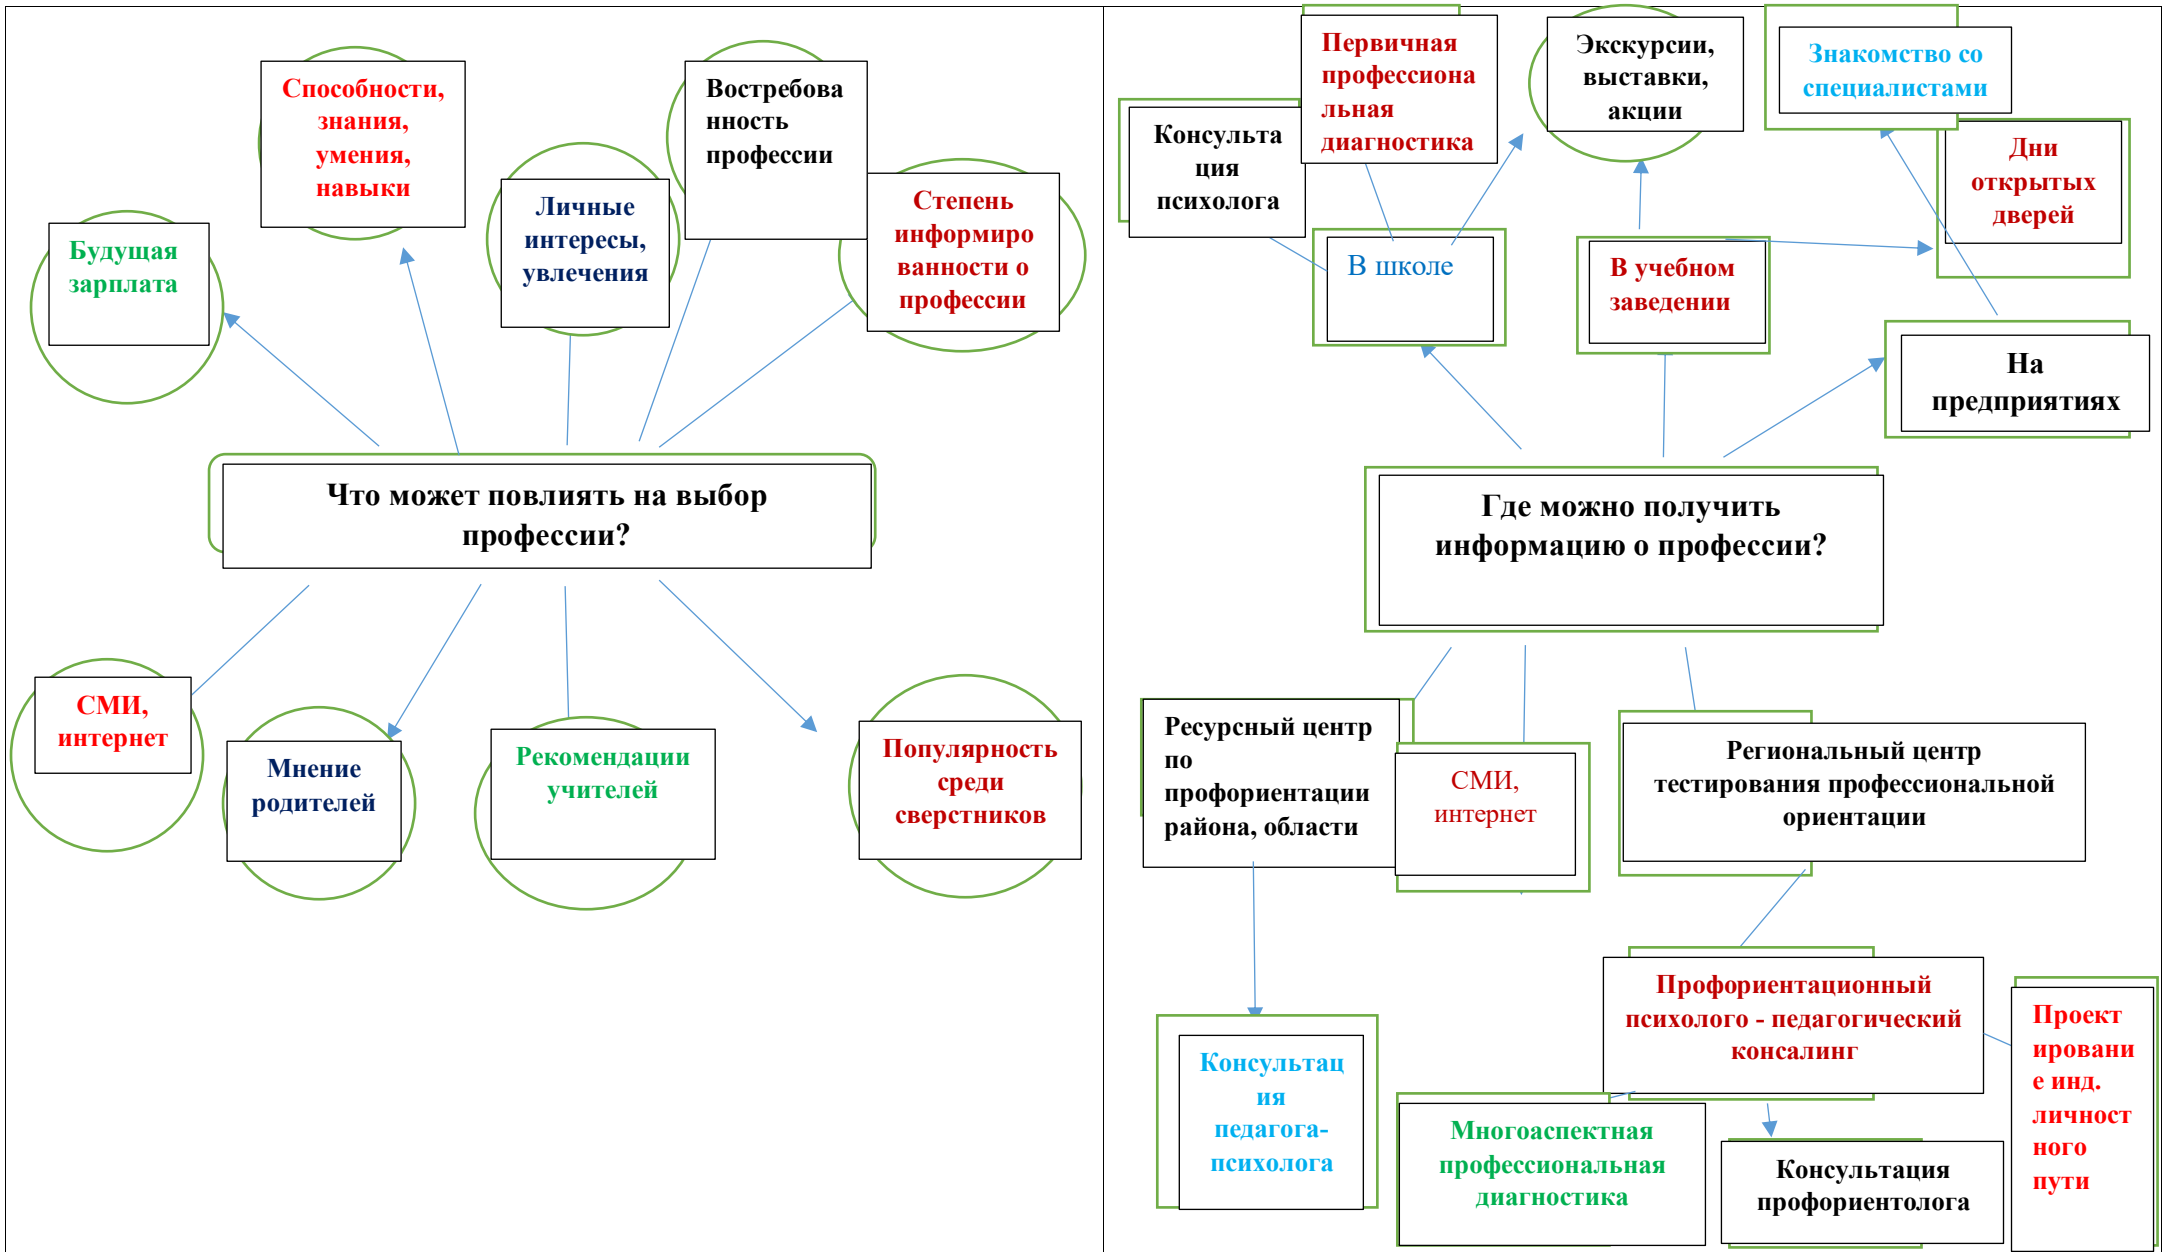 Способности,
знания,
умения,
навыки
Востребова
нность
профессии
Личные
интересы,
увлечения
Степень
информиро
ванности о
профессии
Будущая
зарплата
Что может повлиять на выбор
профессии?
СМИ,
интернет
Мнение
родителей
Рекомендации
учителей
Популярность
среди
сверстников
Первичная
профессиона
льная
диагностика
Экскурсии,
выставки,
акции
Знакомство со
специалистами
Консульта
ция
психолога
Дни
открытых
дверей
В школе
В учебном
заведении
На
предприятиях
Где можно получить
информацию о профессии?
Ресурсный центр
по
профориентации
района, области
СМИ,
интернет
Региональный центр
тестирования профессиональной
ориентации
Профориентационный
психолого - педагогический
консалинг
Проект
ировани
е инд.
личност
ного
пути
Консультац
ия
педагога-
психолога
Многоаспектная
профессиональная
диагностика
Консультация
профориентолога